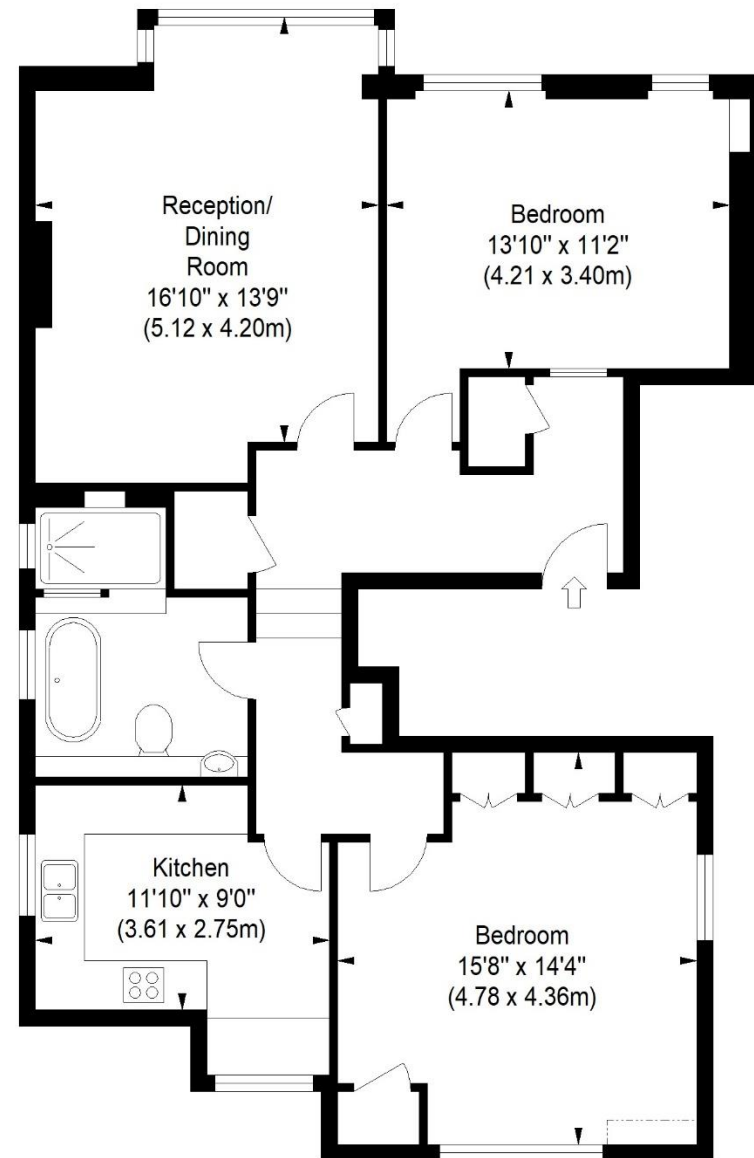 Reception/
Dining
Room
16'10" x 13'9"
(5.12 x 4.20m)
Bedroom
13'10" x 11'2"
(4.21 x 3.40m)
Kitchen
11'10" x 9'0"
(3.61 x 2.75m)
Bedroom
15'8" x 14'4"
(4.78 x 4.36m)